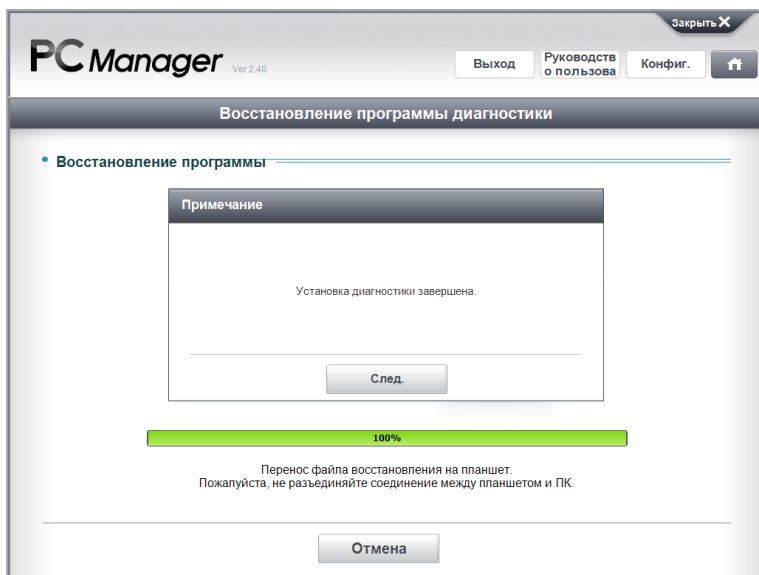 Закрыть X
PC Manager Ver 2.40
Выход
Руководств
о пользова
Конфиг.
Восстановление программы диагностики
• Восстановление программы
Примечание
Установка диагностики завершена.
След.
100%
Перенос файла восстановления на планшет.
Пожалуйста, не разъединяйте соединение между планшетом и ПК.
Отмена